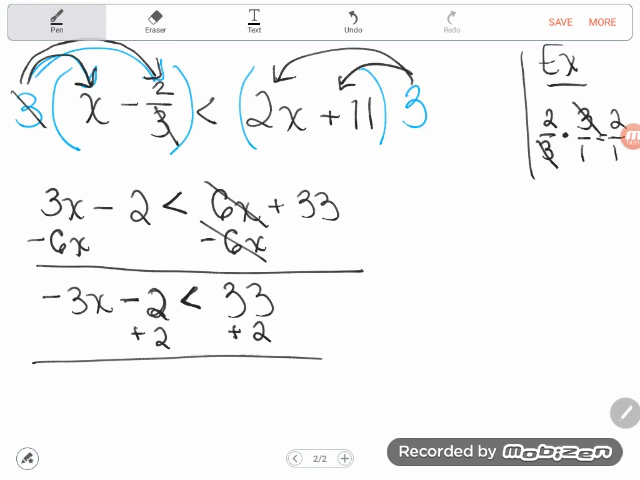 Pen Eraser Text Undo Redo SAVE MORE
3(x - 2/3) < (2x + 11)3
Ex
2/3 · 3/1 = 2/1
3x - 2 < 6x + 33
-6x -6x
-3x - 2 < 33
+2 +2
2/2
Recorded by mobizen